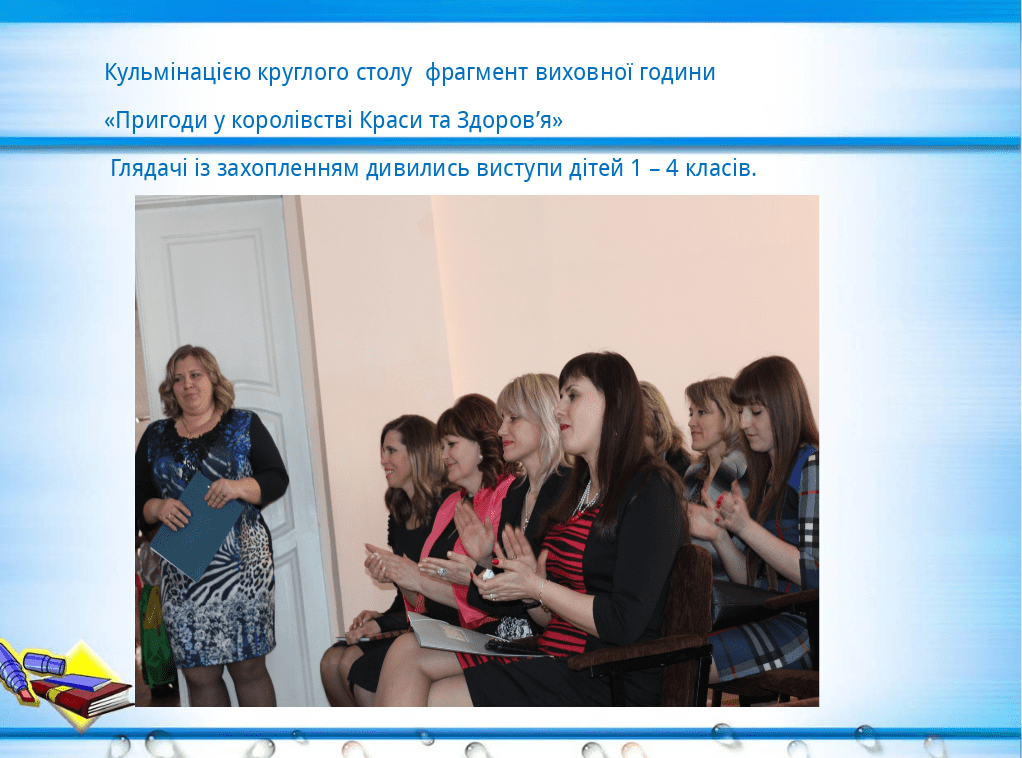 Кульмінацією круглого столу  фрагмент виховної години
«Пригоди у королівстві Краси та Здоров’я»
Глядачі із захопленням дивились виступи дітей 1 – 4 класів.